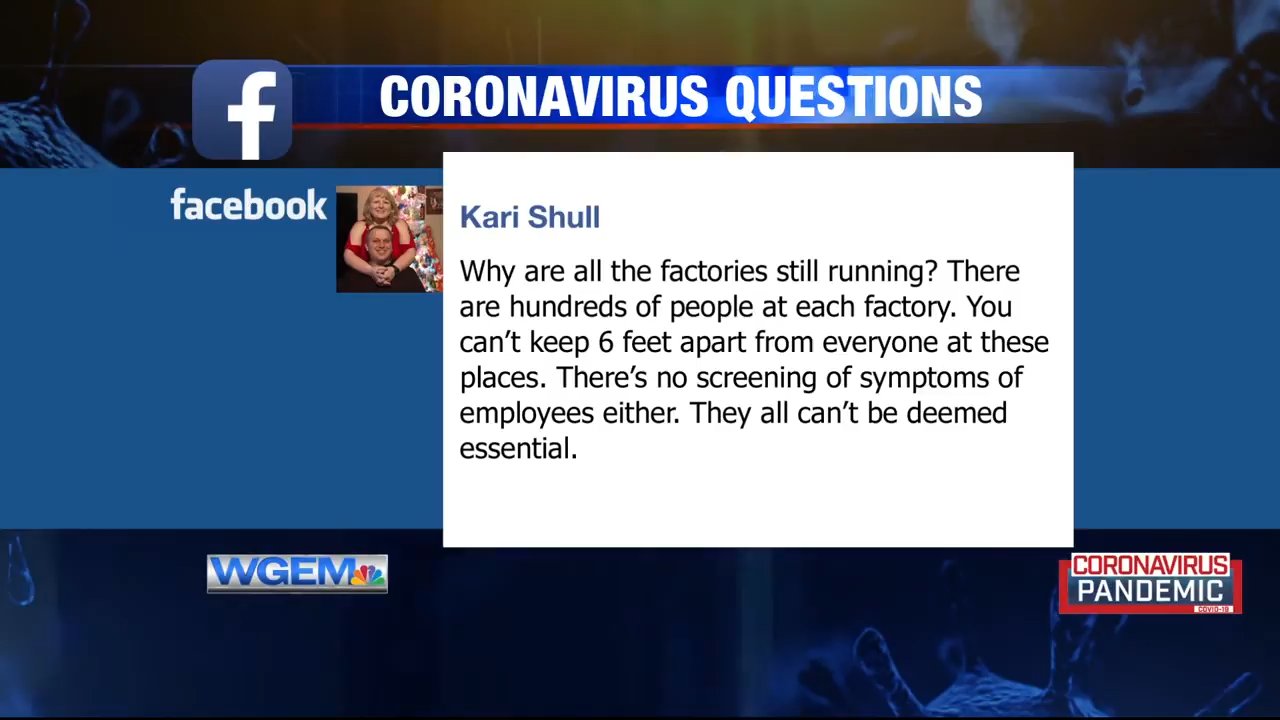 CORONAVIRUS QUESTIONS
f
facebook
Kari Shull
Why are all the factories still running? There
are hundreds of people at each factory. You
can't keep 6 feet apart from everyone at these
places. There's no screening of symptoms of
employees either. They all can't be deemed
essential.
WGEM
CORONAVIRUS
PANDEMIC
COVID-19